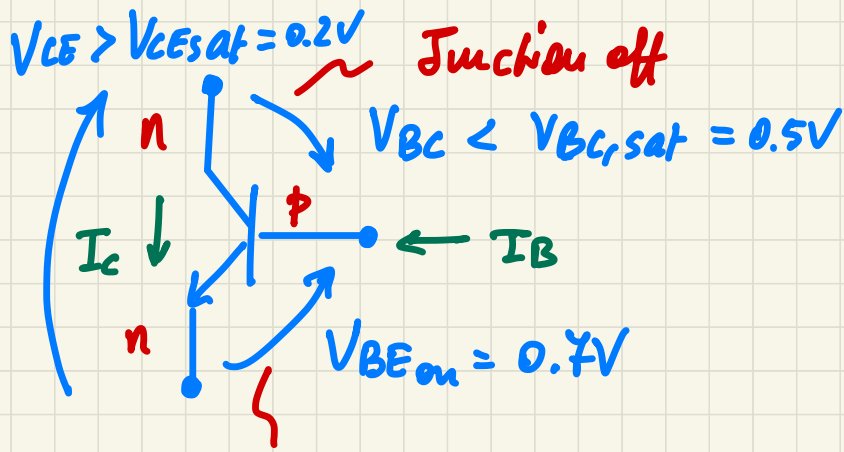 VCE > VCEsat = 0.2V
Junction off
n
VBC < VBC,sat = 0.5V
p
IC
IB
n
VBEon = 0.7V